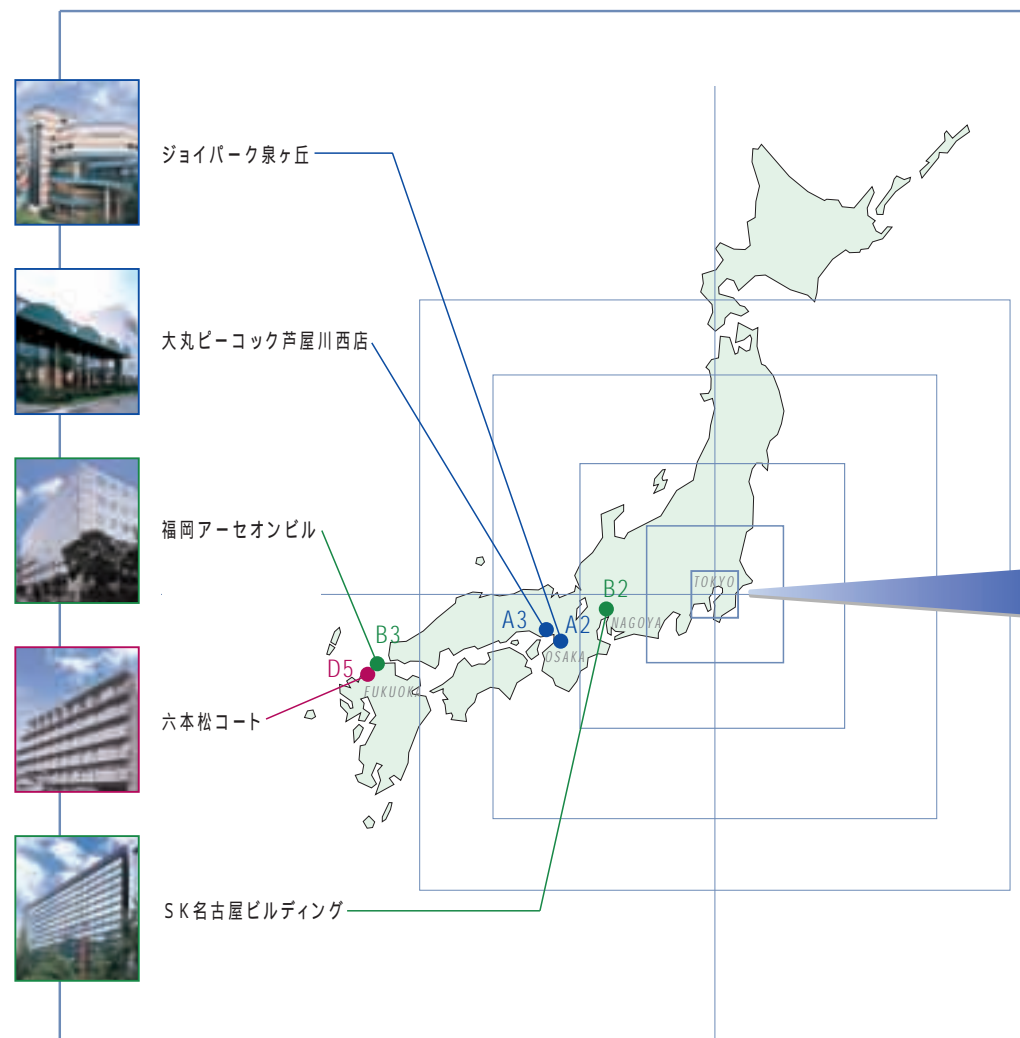 ジョイパーク泉ヶ丘
大丸ピーコック芦屋川西店
福岡アーセオンビル
TOKYO
B2
A3
A2
NAGOYA
B3
OSAKA
D5
FUKUOKA
六本松コート
SK名古屋ビルディング